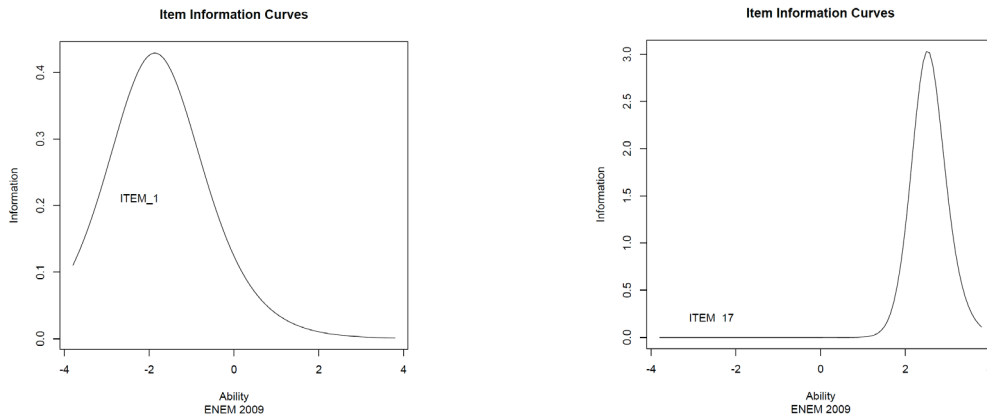 Item Information Curves
0.4
0.3
0.2
0.1
0.0
Information
ITEM_1
-4 -2 0 2 4
Ability
ENEM 2009
Item Information Curves
3.0
2.5
2.0
1.5
1.0
0.5
0.0
Information
ITEM 17
-4 -2 0 2
Ability
ENEM 2009